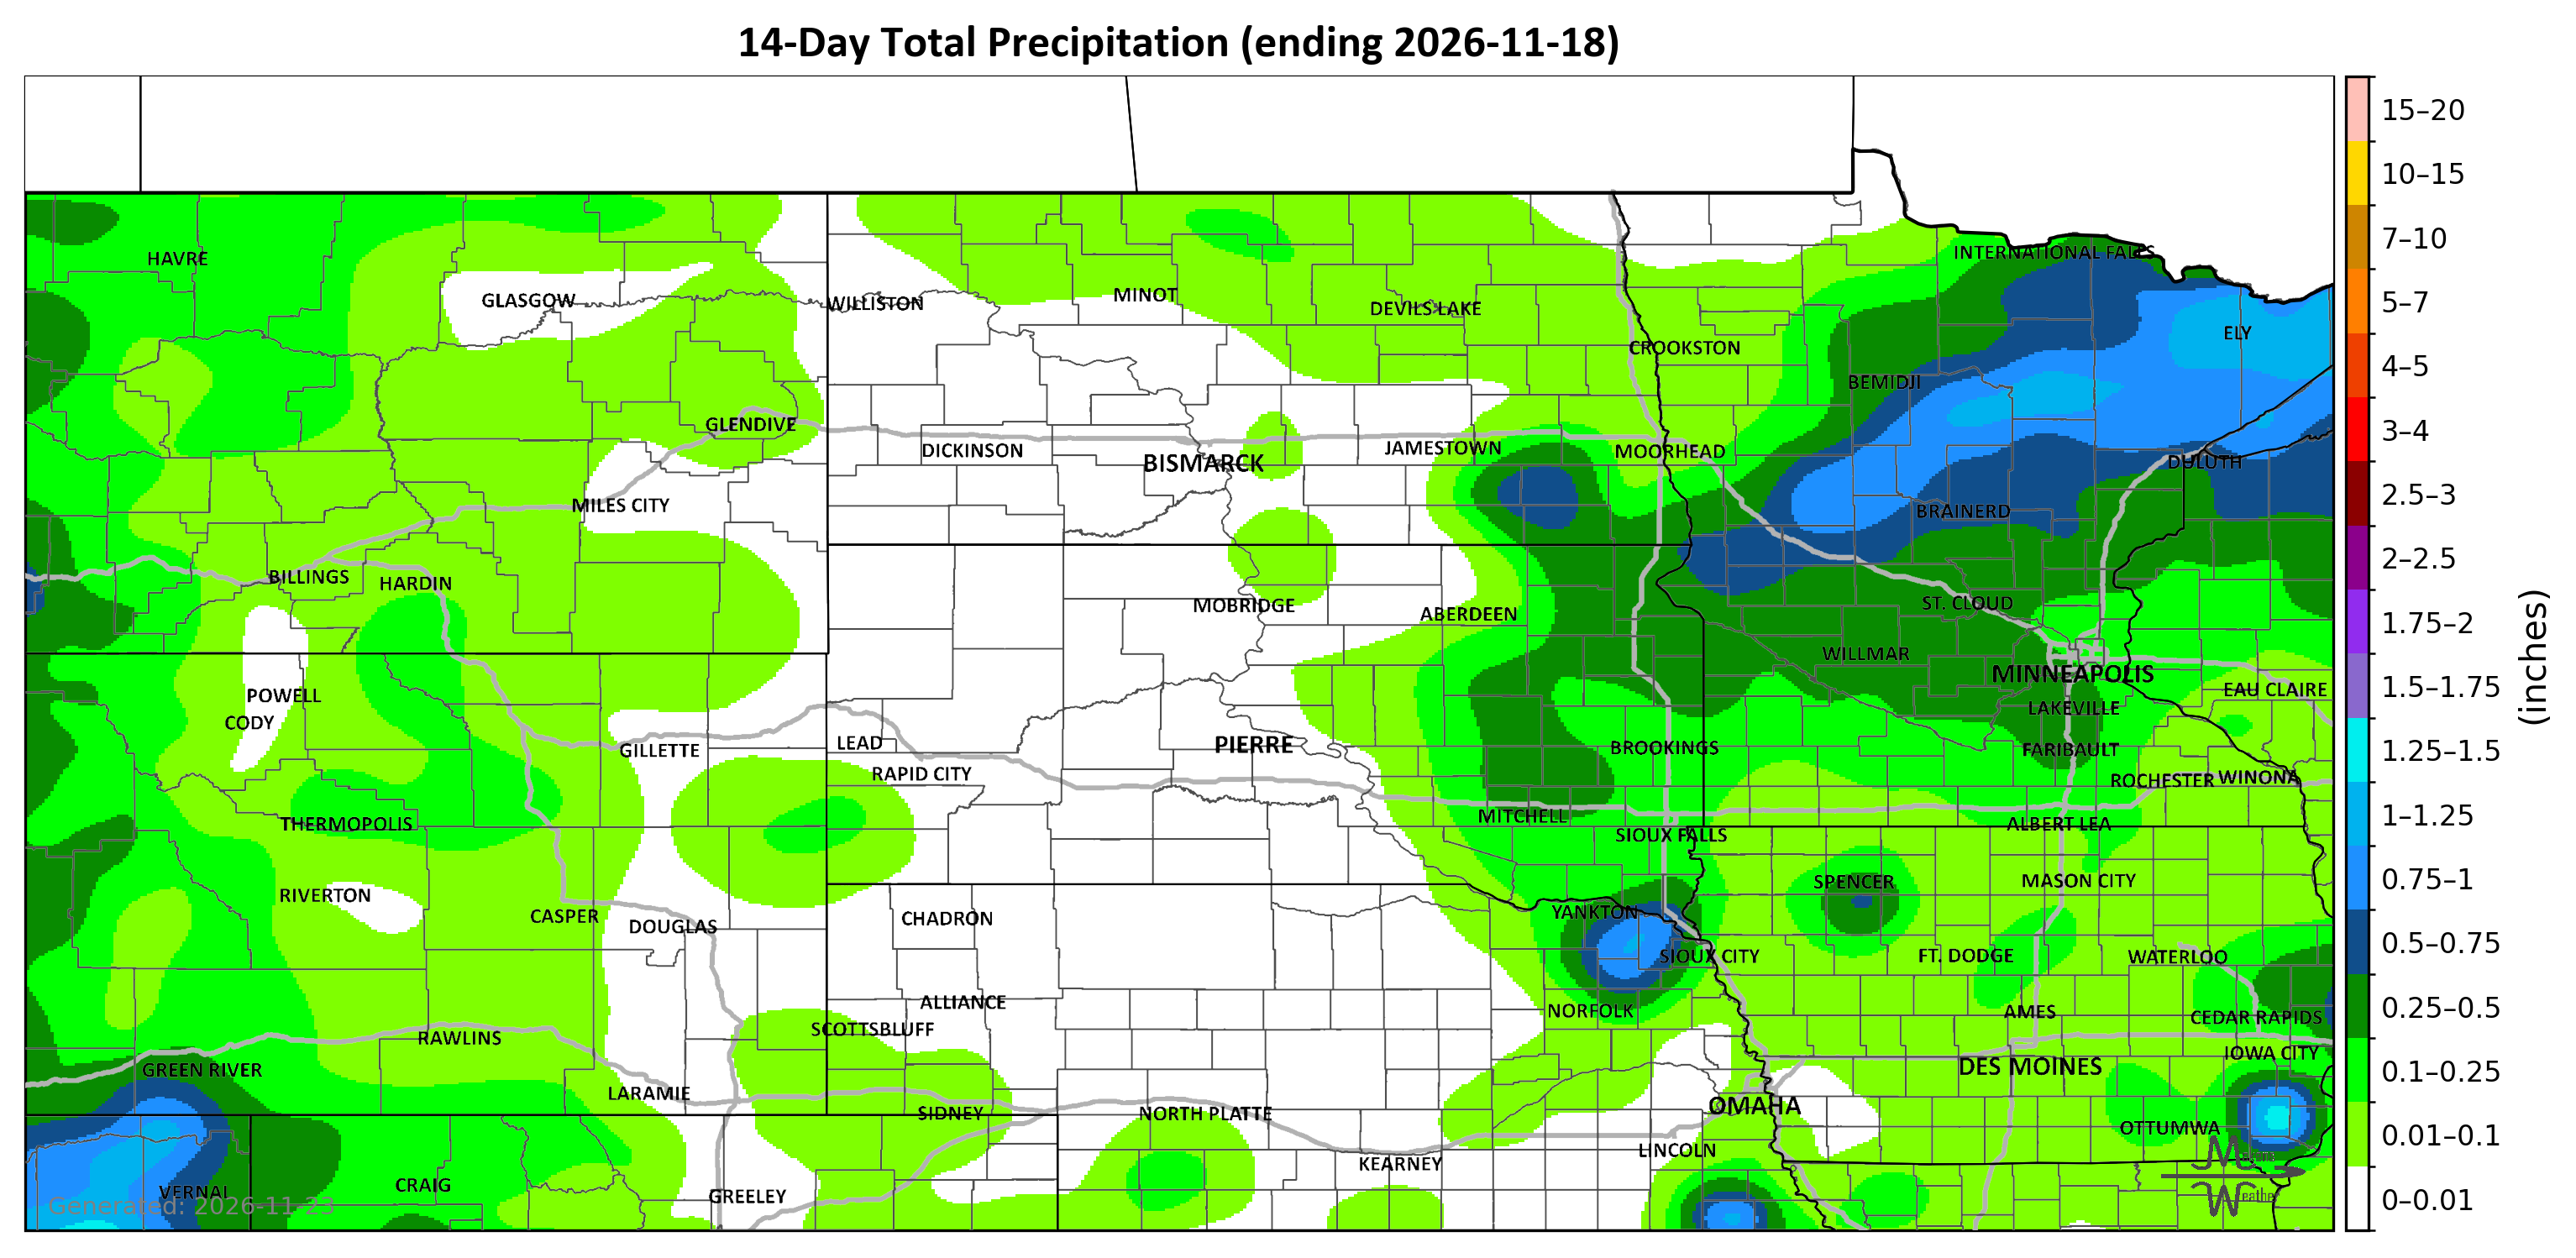 14-Day Total Precipitation (ending 2026-11-18)
15–20
10–15
7–10
5–7
4–5
3–4
2.5–3
2–2.5
1.75–2
1.5–1.75
1.25–1.5
1–1.25
0.75–1
0.5–0.75
0.25–0.5
0.1–0.25
0.01–0.1
0–0.01
(inches)
HAVRE
INTERNATIONAL FALLS
GLASGOW
WILLISTON
MINOT
DEVILS LAKE
ELY
CROOKSTON
BEMIDJI
GLENDIVE
DICKINSON
BISMARCK
JAMESTOWN
MOORHEAD
DULUTH
MILES CITY
BRAINERD
BILLINGS
HARDIN
MOBRIDGE
ABERDEEN
ST. CLOUD
WILLMAR
MINNEAPOLIS
POWELL
EAU CLAIRE
CODY
LAKEVILLE
GILLETTE
LEAD
PIERRE
BROOKINGS
FARIBAULT
RAPID CITY
ROCHESTER
WINONA
THERMOPOLIS
MITCHELL
SIOUX FALLS
ALBERT LEA
RIVERTON
SPENCER
MASON CITY
CASPER
DOUGLAS
CHADRON
YANKTON
SIOUX CITY
FT. DODGE
WATERLOO
ALLIANCE
NORFOLK
AMES
SCOTTSBLUFF
CEDAR RAPIDS
RAWLINS
IOWA CITY
GREEN RIVER
DES MOINES
LARAMIE
SIDNEY
NORTH PLATTE
OMAHA
OTTUMWA
LINCOLN
KEARNEY
VERNAL
CRAIG
GREELEY
Generated: 2026-11-23
Weather